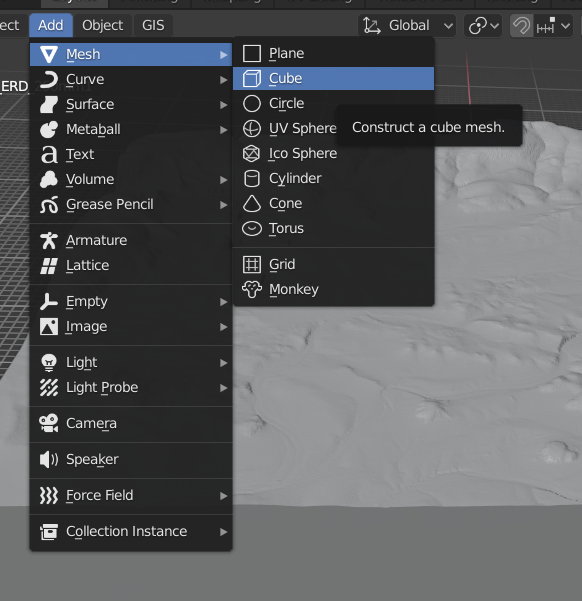 ect Add Object GIS Global
ERD
Mesh
Curve
Surface
Metaball
Text
Volume
Grease Pencil
Armature
Lattice
Empty
Image
Light
Light Probe
Camera
Speaker
Force Field
Collection Instance
Plane
Cube
Circle
UV Sphere
Ico Sphere
Cylinder
Cone
Torus
Grid
Monkey
Construct a cube mesh.